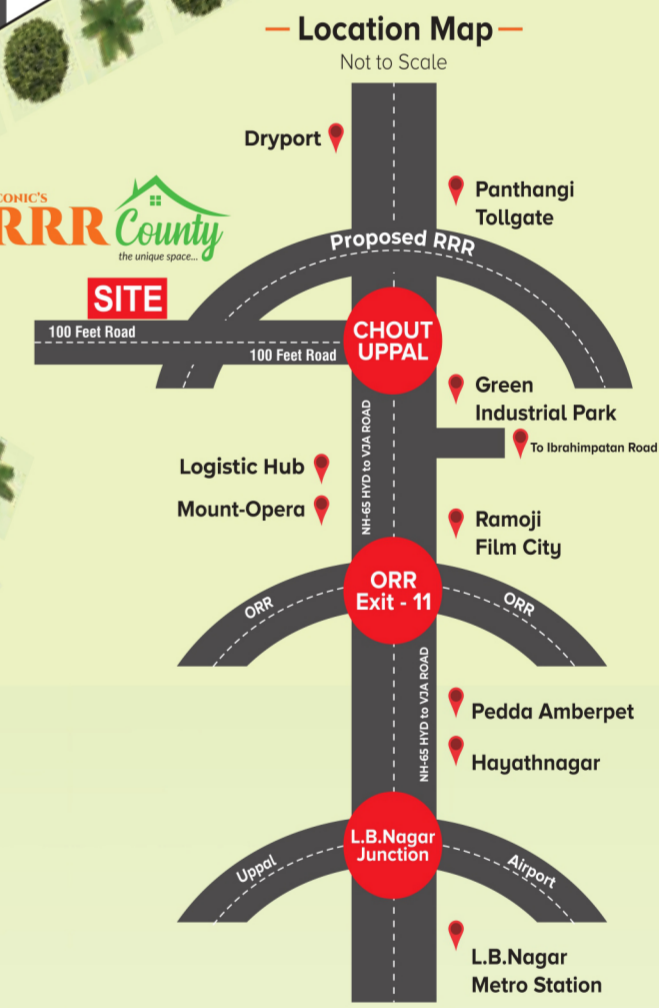 Location Map
Not to Scale
Dryport
Panthangi
Tollgate
RRR County
the unique space...
Proposed RRR
SITE
100 Feet Road
100 Feet Road
CHOUT
UPPAL
Green
Industrial Park
NH-65 HYD to VJA ROAD
To Ibrahimpatan Road
Logistic Hub
Mount-Opera
Ramoji
Film City
ORR
Exit - 11
ORR
ORR
NH-65 HYD to VJA ROAD
Pedda Amberpet
Hayathnagar
L.B.Nagar
Junction
Uppal
Airport
L.B.Nagar
Metro Station